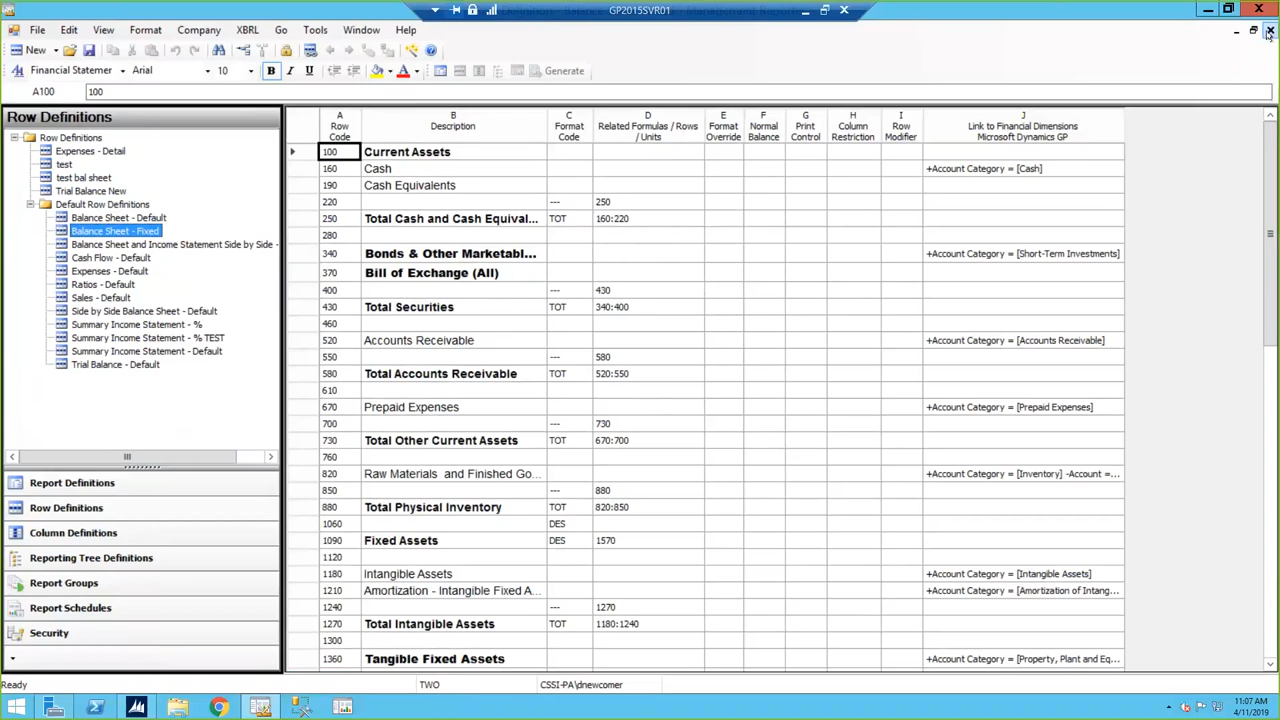 GP2015SVR01
File Edit View Format Company XBRL Go Tools Window Help
New
Financial Statemer Arial 10 B I U A Generate
A100 100
Row Definitions
Row Definitions
Expenses - Detail
test
test bal sheet
Trial Balance New
Default Row Definitions
Balance Sheet - Default
Balance Sheet - Fixed
Balance Sheet and Income Statement Side by Side -
Cash Flow - Default
Expenses - Default
Ratios - Default
Sales - Default
Side by Side Balance Sheet - Default
Summary Income Statement - %
Summary Income Statement - % TEST
Summary Income Statement - Default
Trial Balance - Default
Report Definitions
Row Definitions
Column Definitions
Reporting Tree Definitions
Report Groups
Report Schedules
Security
A B C D E F G H I J
Row Code Description Format Code Related Formulas / Rows / Units Format Override Normal Balance Print Control Column Restriction Row Modifier Link to Financial Dimensions Microsoft Dynamics GP
100 Current Assets
160 Cash +Account Category = [Cash]
190 Cash Equivalents
220 --- 250
250 Total Cash and Cash Equival... TOT 160:220
280
340 Bonds & Other Marketabl... +Account Category = [Short-Term Investments]
370 Bill of Exchange (All)
400 --- 430
430 Total Securities TOT 340:400
460
520 Accounts Receivable +Account Category = [Accounts Receivable]
550 --- 580
580 Total Accounts Receivable TOT 520:550
610
670 Prepaid Expenses +Account Category = [Prepaid Expenses]
700 --- 730
730 Total Other Current Assets TOT 670:700
760
820 Raw Materials and Finished Go... +Account Category = [Inventory] -Account =...
850 --- 880
880 Total Physical Inventory TOT 820:850
1060 DES
1090 Fixed Assets DES 1570
1120
1180 Intangible Assets +Account Category = [Intangible Assets]
1210 Amortization - Intangible Fixed A... +Account Category = [Amortization of Intang...
1240 --- 1270
1270 Total Intangible Assets TOT 1180:1240
1300
1360 Tangible Fixed Assets +Account Category = [Property, Plant and Eq...
Ready TWO CSSI-PA\dnewcomer
11:07 AM
4/11/2019